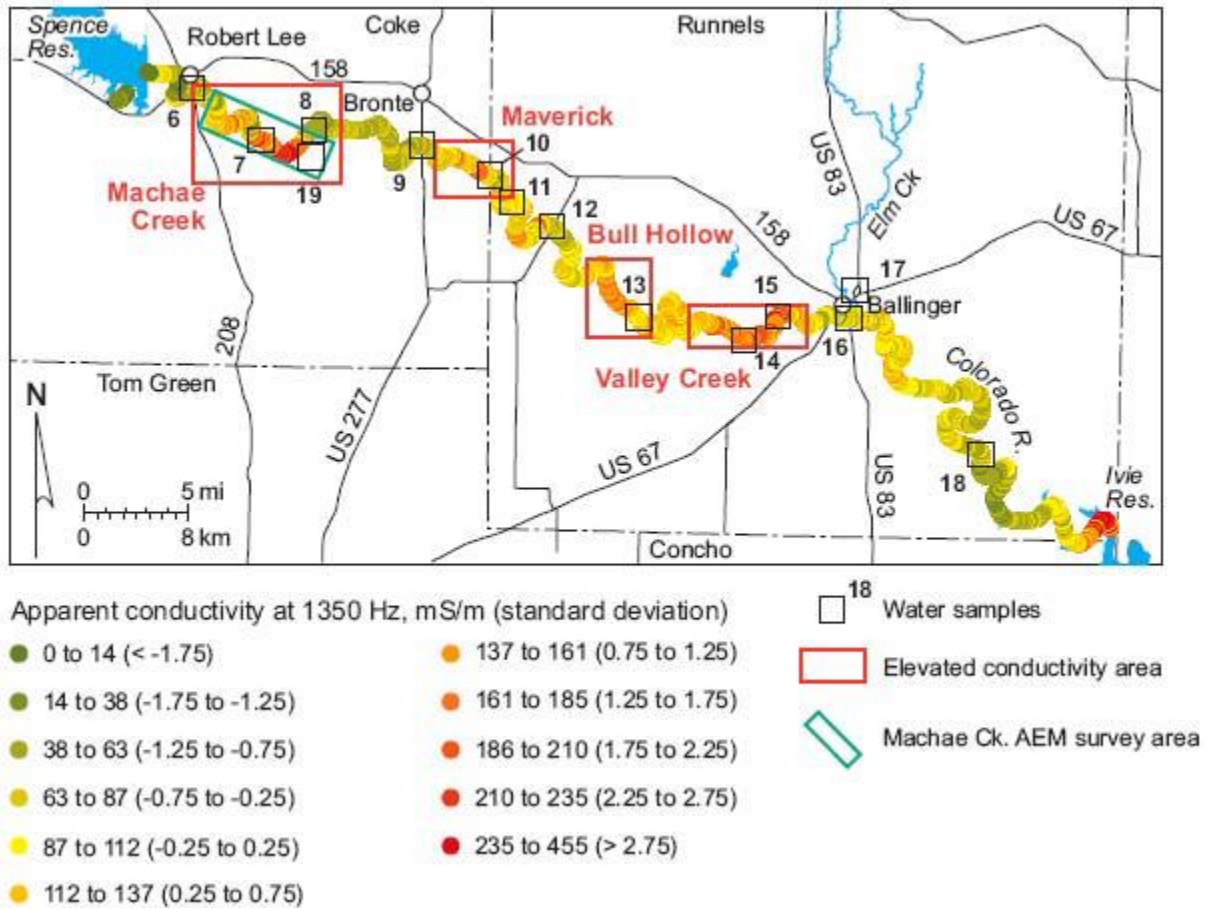 Spence
Res.
Robert Lee
Coke
Runnels
158
6
8
Bronte
Maverick
10
7
19
9
11
Machae
Creek
12
US 83
Elm Ck
Bull Hollow
158
US 67
13
15
17
Ballinger
208
14
16
Valley Creek
Tom Green
N
US 277
Colorado R.
US 67
0 5 mi
0 8 km
US 83
18
Ivie
Res.
Concho
Apparent conductivity at 1350 Hz, mS/m (standard deviation)
0 to 14 (< -1.75)
14 to 38 (-1.75 to -1.25)
38 to 63 (-1.25 to -0.75)
63 to 87 (-0.75 to -0.25)
87 to 112 (-0.25 to 0.25)
112 to 137 (0.25 to 0.75)
137 to 161 (0.75 to 1.25)
161 to 185 (1.25 to 1.75)
186 to 210 (1.75 to 2.25)
210 to 235 (2.25 to 2.75)
235 to 455 (> 2.75)
18 Water samples
Elevated conductivity area
Machae Ck. AEM survey area